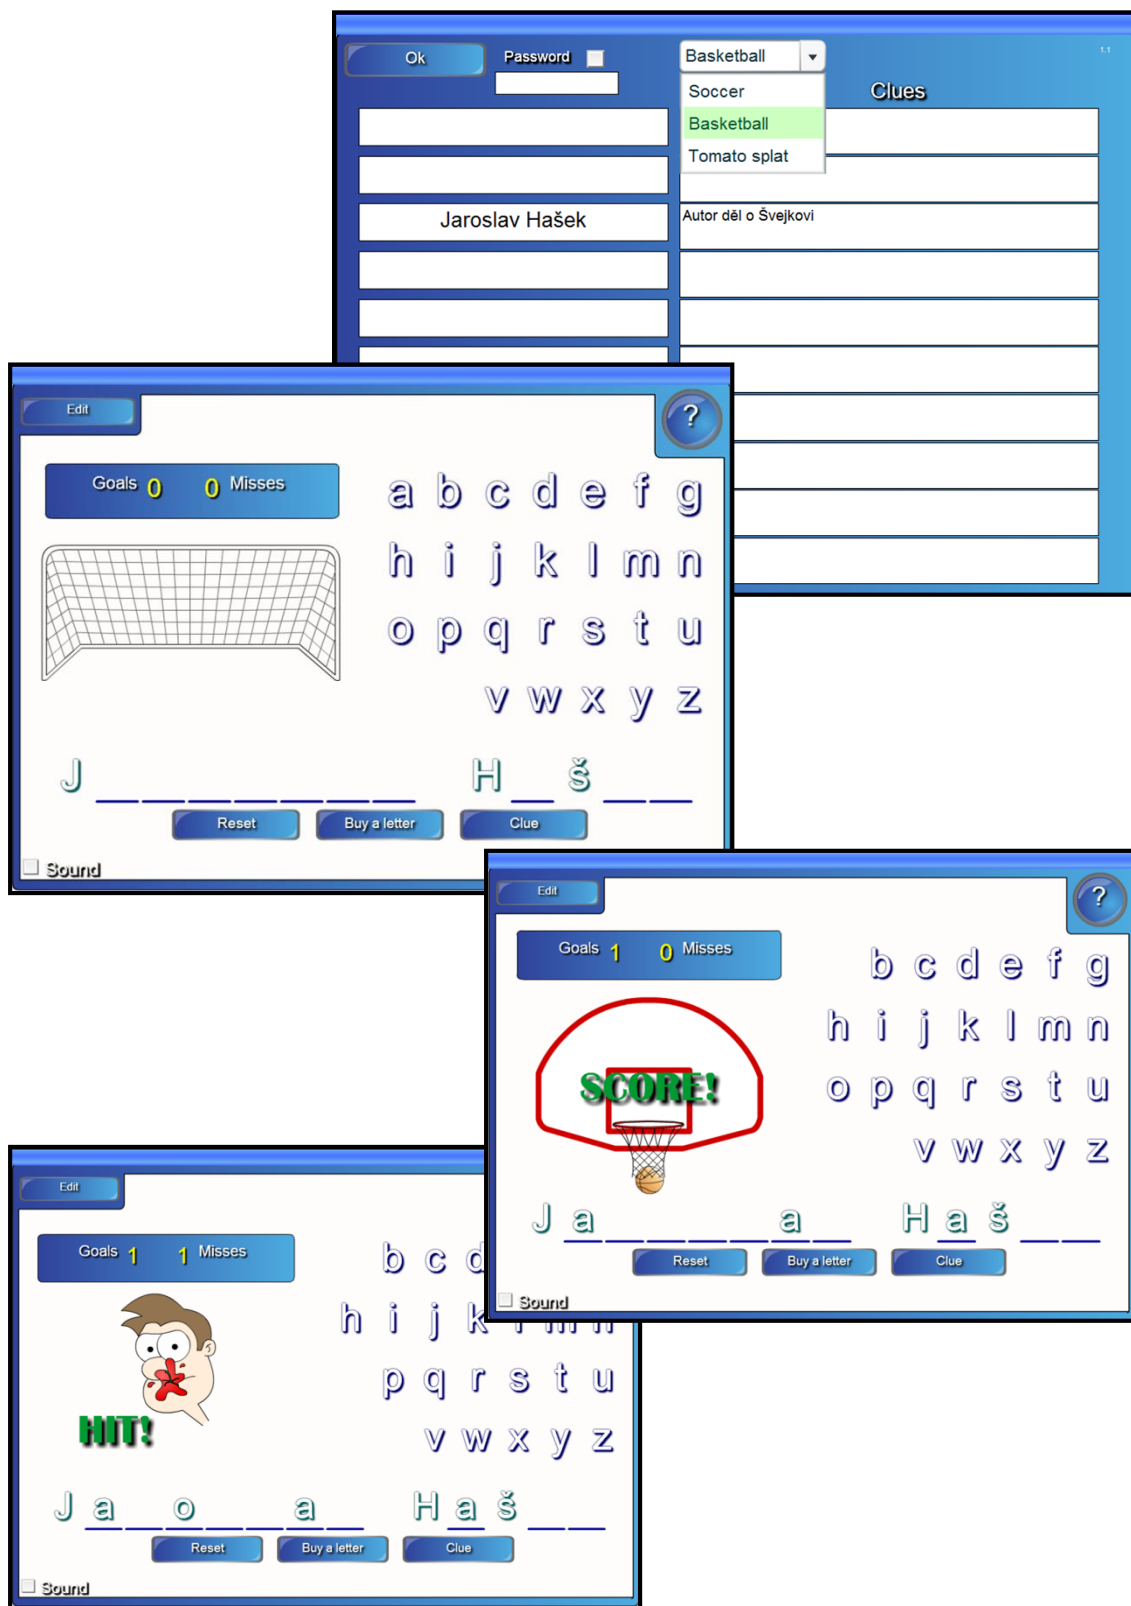 Ok Password Basketball 1.1
Soccer Clues
Basketball
Tomato splat
Jaroslav Hašek Autor děl o Švejkovi
Edit ?
Goals 0 0 Misses
a b c d e f g
h i j k l m n
o p q r s t u
v w x y z
J _ _ _ _ _ _ _ H _ š _ _
Reset Buy a letter Clue
Sound
Edit ?
Goals 1 0 Misses
b c d e f g
h i j k l m n
SCORE!
o p q r s t u
v w x y z
J a _ _ _ _ a _ H a š _ _
Reset Buy a letter Clue
Sound
Edit
Goals 1 1 Misses
b c d
h i j k l m n
p q r s t u
HIT!
v w x y z
J a _ o _ _ a _ H a š _ _
Reset Buy a letter Clue
Sound